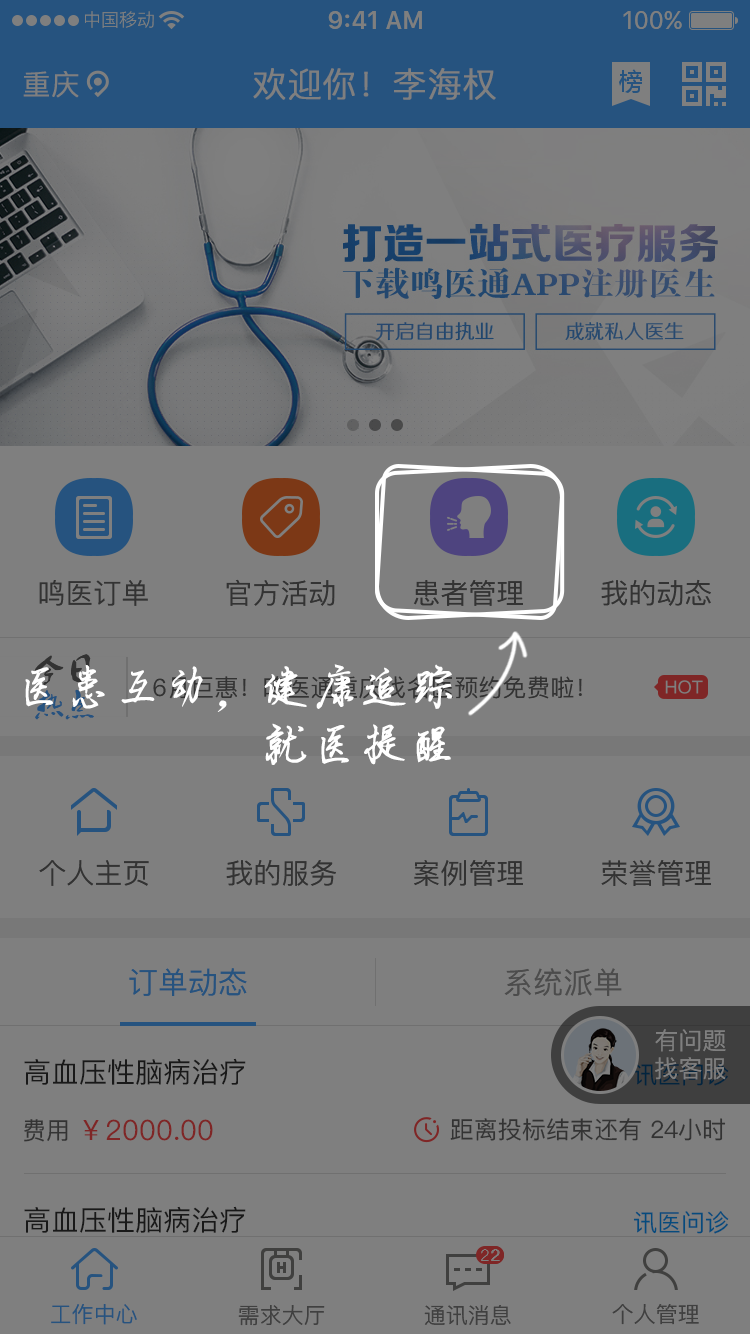 中国移动 9:41 AM 100%
重庆 欢迎你！李海权 榜
打造一站式医疗服务
下载鸣医通APP注册医生
开启自由执业 成就私人医生
鸣医订单 官方活动 患者管理 我的动态
今日 6月互惠！ 预约免费啦！ HOT
热点
医患互动，健康追踪
就医提醒
个人主页 我的服务 案例管理 荣誉管理
订单动态 系统派单
有问题
找客服
高血压性脑病治疗 讯医问诊
费用 ¥2000.00 距离投标结束还有 24小时
高血压性脑病治疗 讯医问诊
22
工作中心 需求大厅 通讯消息 个人管理